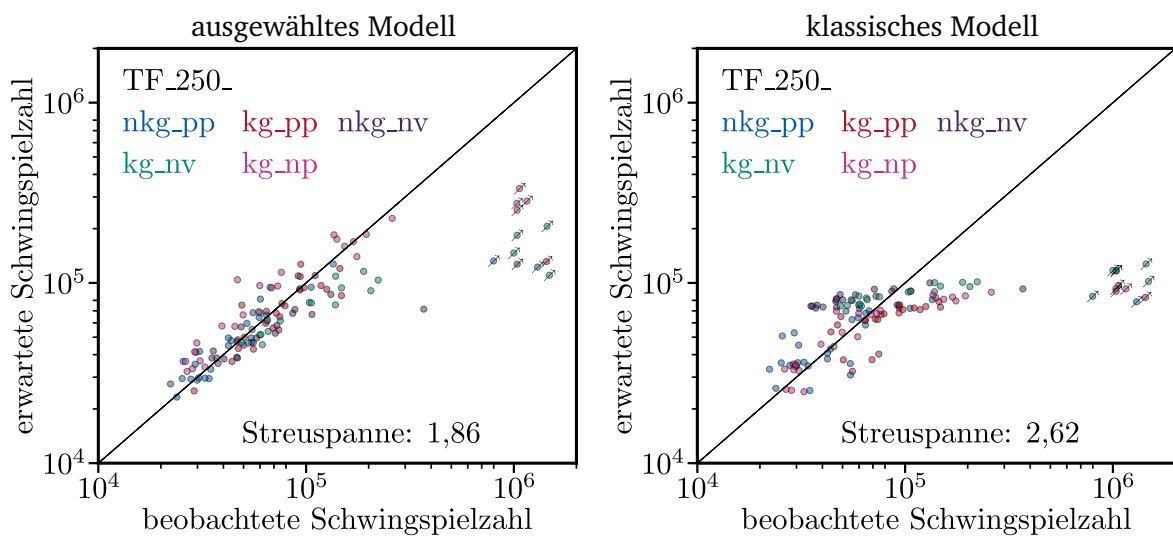 ausgewähltes Modell
erwartete Schwingspielzahl
10^6
10^5
10^4
TF_250_
nkg_pp kg_pp nkg_nv
kg_nv kg_np
Streuspanne: 1,86
10^4 10^5 10^6
beobachtete Schwingspielzahl
klassisches Modell
erwartete Schwingspielzahl
10^6
10^5
10^4
TF_250_
nkg_pp kg_pp nkg_nv
kg_nv kg_np
Streuspanne: 2,62
10^4 10^5 10^6
beobachtete Schwingspielzahl